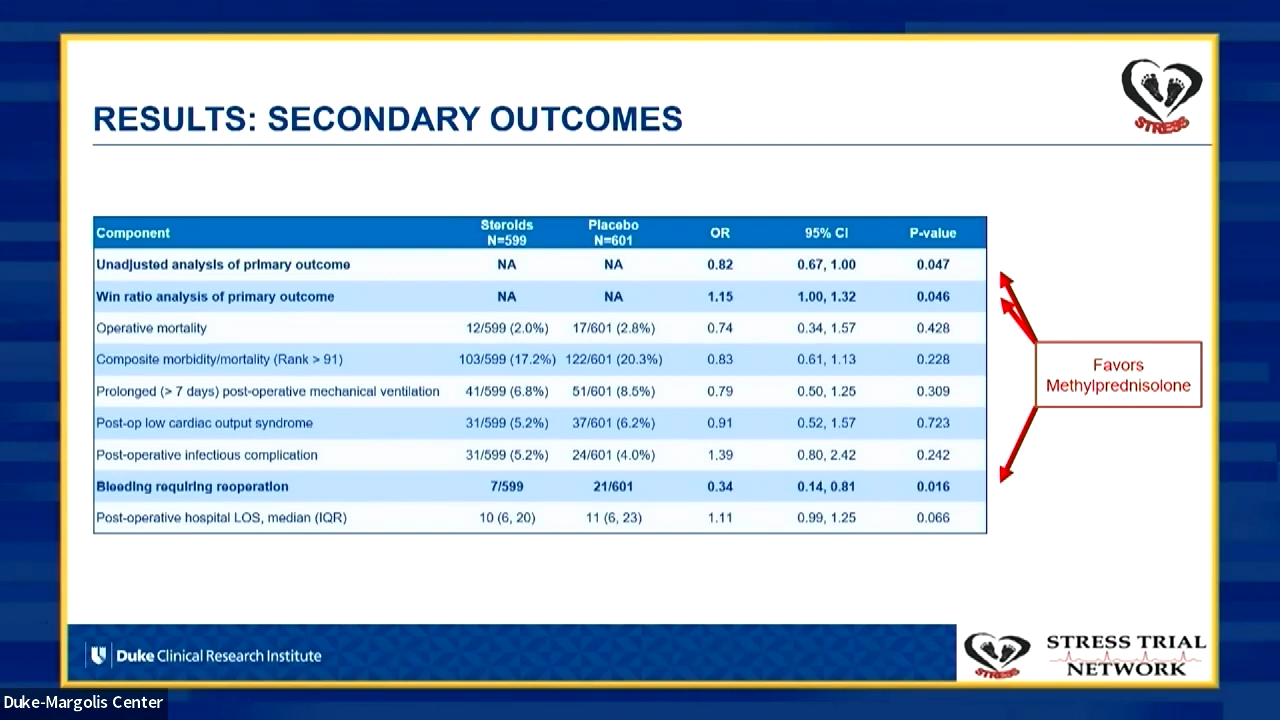 STRESS
RESULTS: SECONDARY OUTCOMES
Component Steroids N=599 Placebo N=601 OR 95% CI P-value
Unadjusted analysis of primary outcome NA NA 0.82 0.67, 1.00 0.047
Win ratio analysis of primary outcome NA NA 1.15 1.00, 1.32 0.046
Operative mortality 12/599 (2.0%) 17/601 (2.8%) 0.74 0.34, 1.57 0.428
Composite morbidity/mortality (Rank > 91) 103/599 (17.2%) 122/601 (20.3%) 0.83 0.61, 1.13 0.228
Prolonged (> 7 days) post-operative mechanical ventilation 41/599 (6.8%) 51/601 (8.5%) 0.79 0.50, 1.25 0.309
Post-op low cardiac output syndrome 31/599 (5.2%) 37/601 (6.2%) 0.91 0.52, 1.57 0.723
Post-operative infectious complication 31/599 (5.2%) 24/601 (4.0%) 1.39 0.80, 2.42 0.242
Bleeding requiring reoperation 7/599 21/601 0.34 0.14, 0.81 0.016
Post-operative hospital LOS, median (IQR) 10 (6, 20) 11 (6, 23) 1.11 0.99, 1.25 0.066
Favors
Methylprednisolone
Duke Clinical Research Institute
STRESS
STRESS TRIAL
NETWORK
Duke-Margolis Center